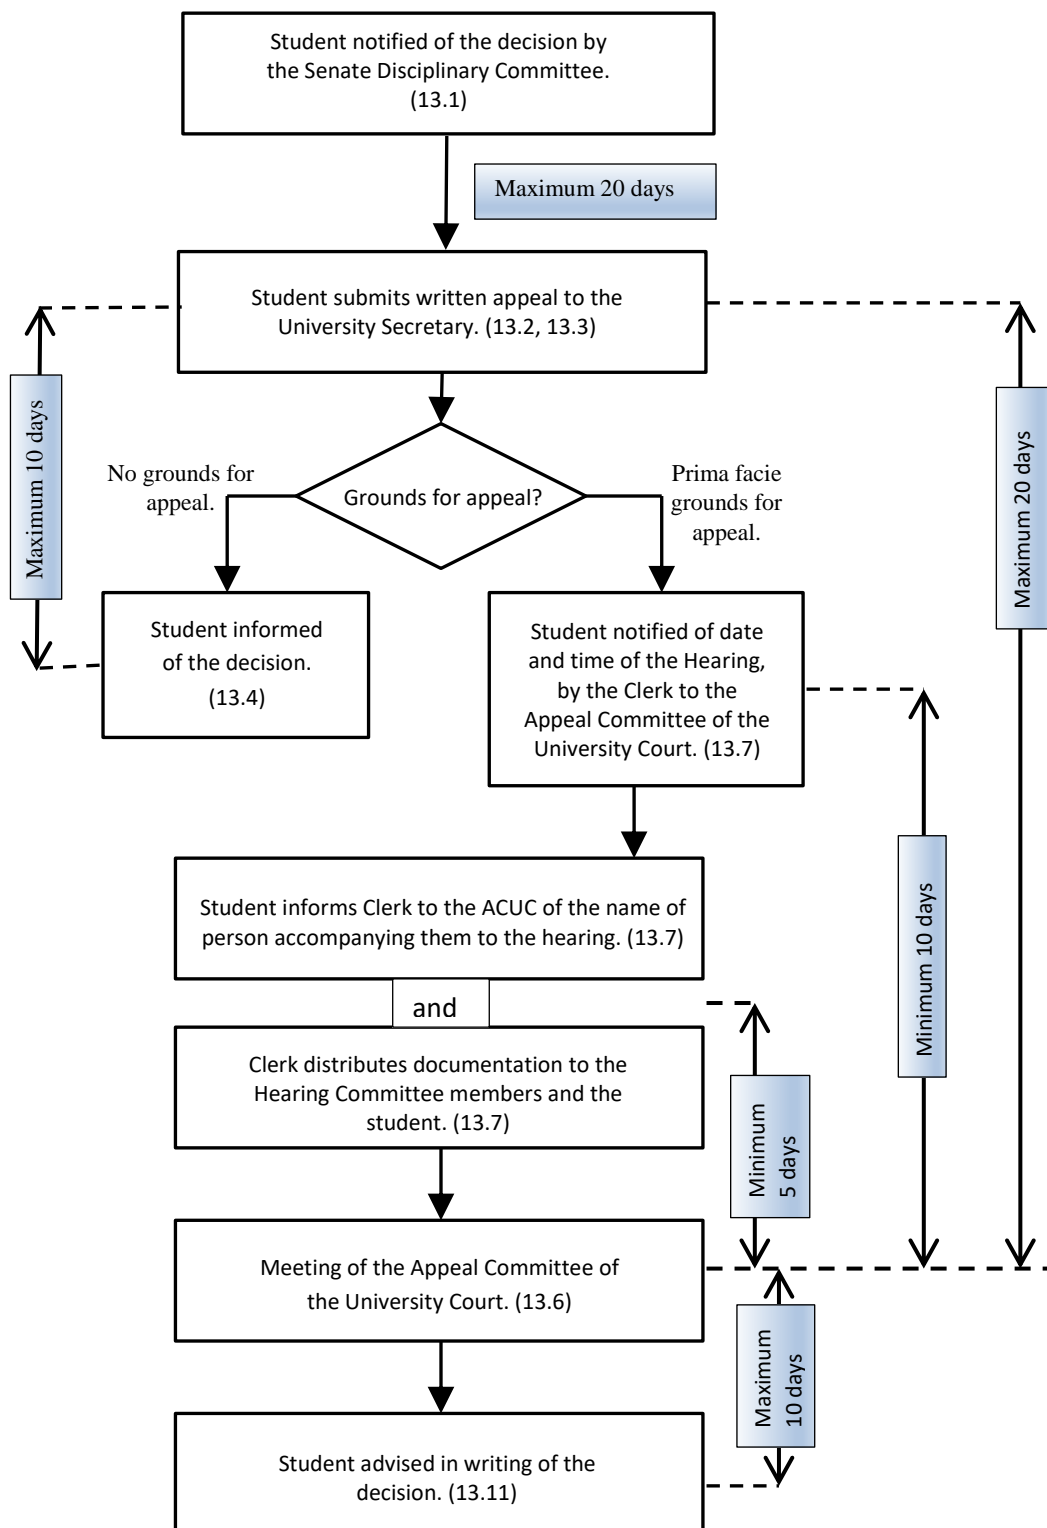 Student notified of the decision by
the Senate Disciplinary Committee.
(13.1)
Maximum 20 days
Student submits written appeal to the
University Secretary. (13.2, 13.3)
Maximum 10 days
Maximum 20 days
No grounds for
appeal.
Grounds for appeal?
Prima facie
grounds for
appeal.
Student informed
of the decision.
(13.4)
Student notified of date
and time of the Hearing,
by the Clerk to the
Appeal Committee of the
University Court. (13.7)
Minimum 10 days
Student informs Clerk to the ACUC of the name of
person accompanying them to the hearing. (13.7)
and
Clerk distributes documentation to the
Hearing Committee members and the
student. (13.7)
Minimum
5 days
Meeting of the Appeal Committee of
the University Court. (13.6)
Maximum
10 days
Student advised in writing of the
decision. (13.11)